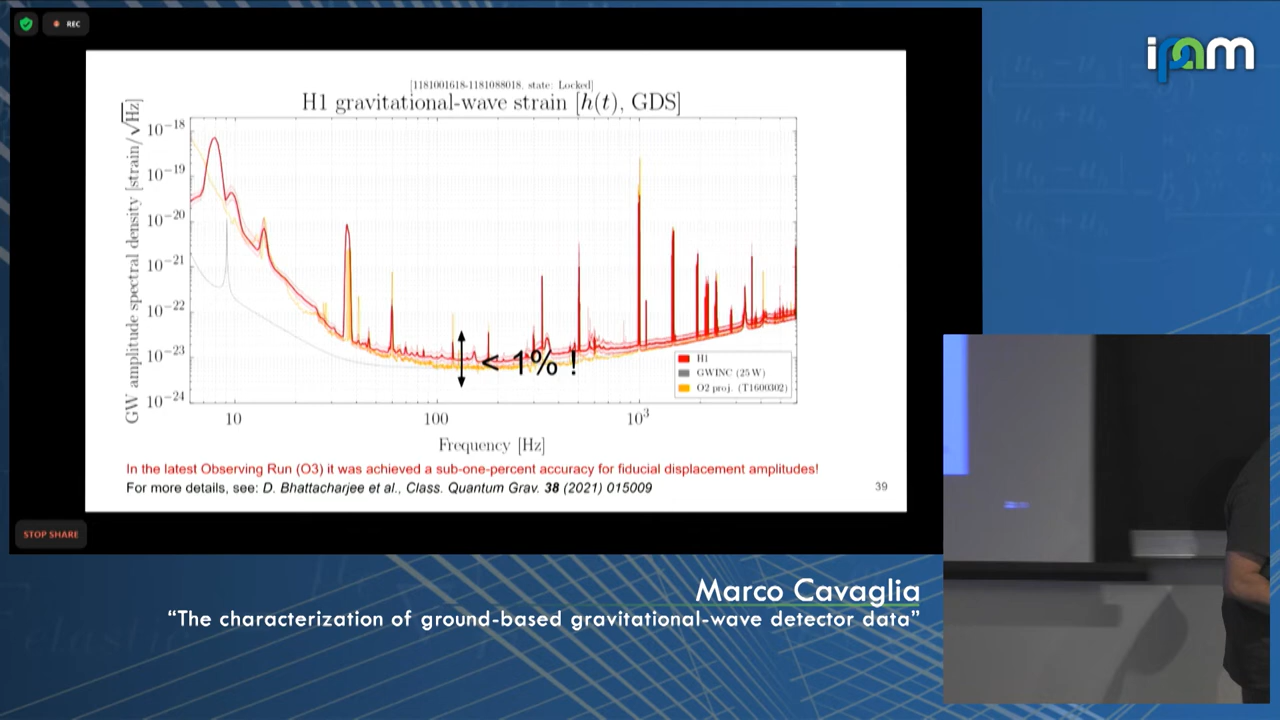 REC
ipam
[1181001618-1181088018, state: Locked]
H1 gravitational-wave strain [h(t), GDS]
GW amplitude spectral density [strain/√Hz]
10⁻¹⁸
10⁻¹⁹
10⁻²⁰
10⁻²¹
10⁻²²
10⁻²³
10⁻²⁴
< 1% !
H1
GWINC (25 W)
O2 proj. (T1600302)
10
100
10³
Frequency [Hz]
In the latest Observing Run (O3) it was achieved a sub-one-percent accuracy for fiducial displacement amplitudes!
For more details, see: D. Bhattacharjee et al., Class. Quantum Grav. 38 (2021) 015009
39
STOP SHARE
Marco Cavaglia
“The characterization of ground-based gravitational-wave detector data”